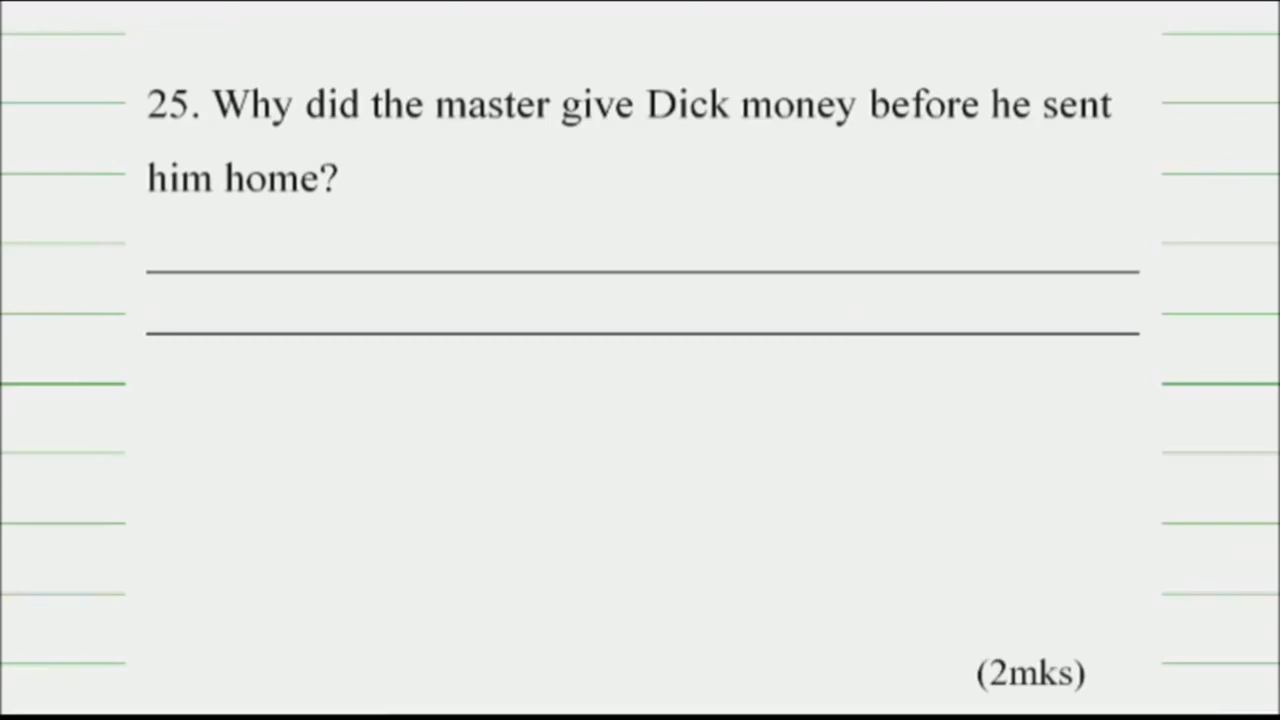 25. Why did the master give Dick money before he sent
him home?
(2mks)